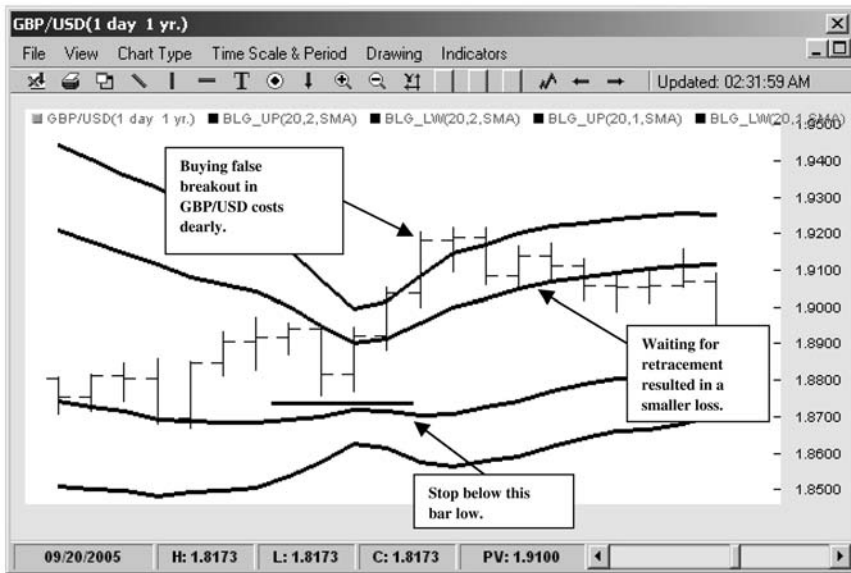 GBP/USD(1 day 1 yr.)
File View Chart Type Time Scale & Period Drawing Indicators
T Updated: 02:31:59 AM
GBP/USD(1 day 1 yr.) BLG_UP(20,2,SMA) BLG_LW(20,2,SMA) BLG_UP(20,1,SMA) BLG_LW(20,1,SMA)
1.9500
1.9400
1.9300
1.9200
1.9100
1.9000
1.8900
1.8800
1.8700
1.8600
1.8500
Buying false
breakout in
GBP/USD costs
dearly.
Waiting for
retracement
resulted in a
smaller loss.
Stop below this
bar low.
09/20/2005 H: 1.8173 L: 1.8173 C: 1.8173 PV: 1.9100